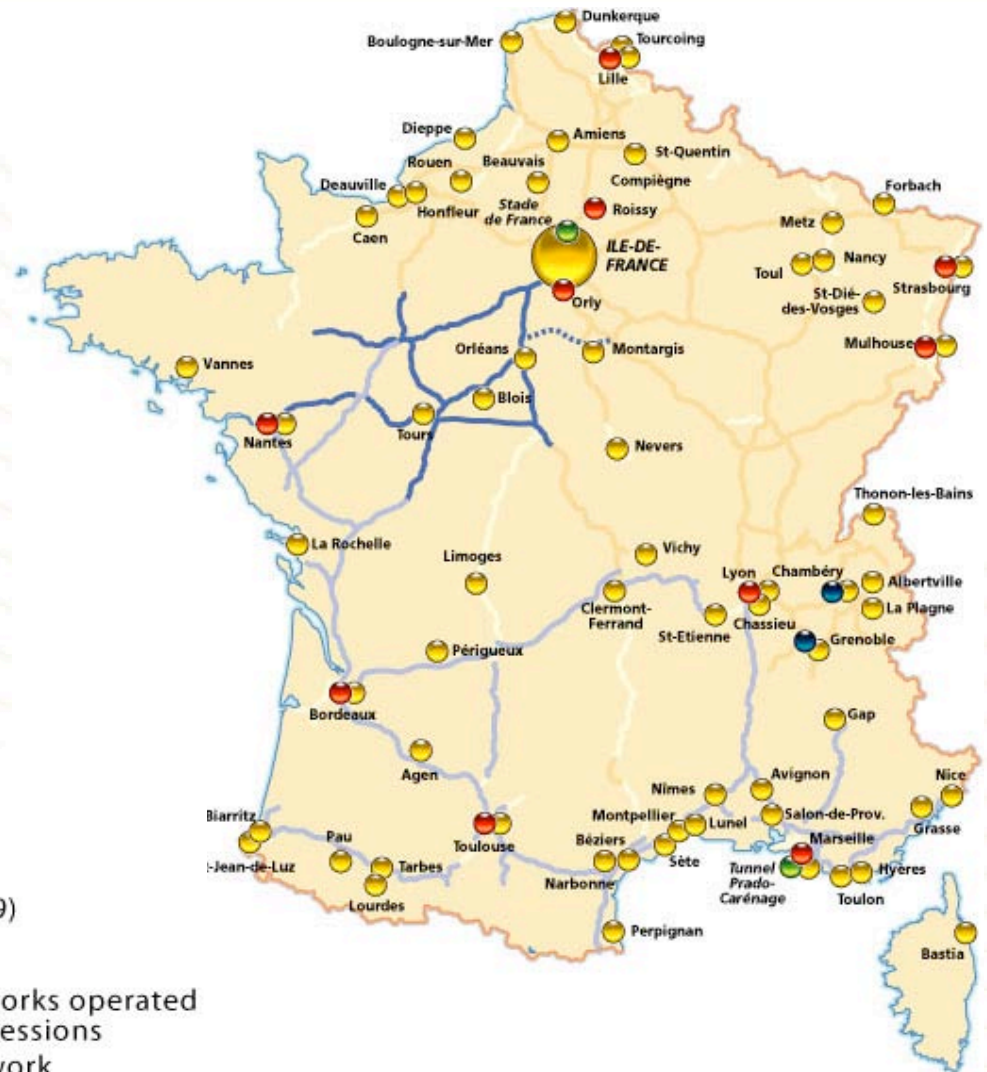 Dunkerque
Boulogne-sur-Mer
Tourcoing
Lille
Dieppe
Amiens
Rouen
Beauvais
St-Quentin
Deauville
Compiègne
Forbach
Honfleur
Stade
de France
Roissy
Metz
Caen
ILE-DE-
FRANCE
Toul
Nancy
Strasbourg
St-Dié-
des-Vosges
Orly
Orléans
Montargis
Mulhouse
Vannes
Blois
Nantes
Tours
Nevers
Thonon-les-Bains
La Rochelle
Limoges
Vichy
Lyon
Chambéry
Albertville
Clermont-
Ferrand
La Plagne
St-Etienne
Chassieu
Grenoble
Périgueux
Bordeaux
Gap
Agen
Avignon
Nice
Nîmes
Biarritz
Montpellier
Lunel
Salon-de-Prov.
Grasse
Pau
Toulouse
Béziers
Marseille
-Jean-de-Luz
Tarbes
Sète
Tunnel
Prado-
Carénage
Hyères
Narbonne
Toulon
Lourdes
9)
Perpignan
Bastia
orks operated
essions
work